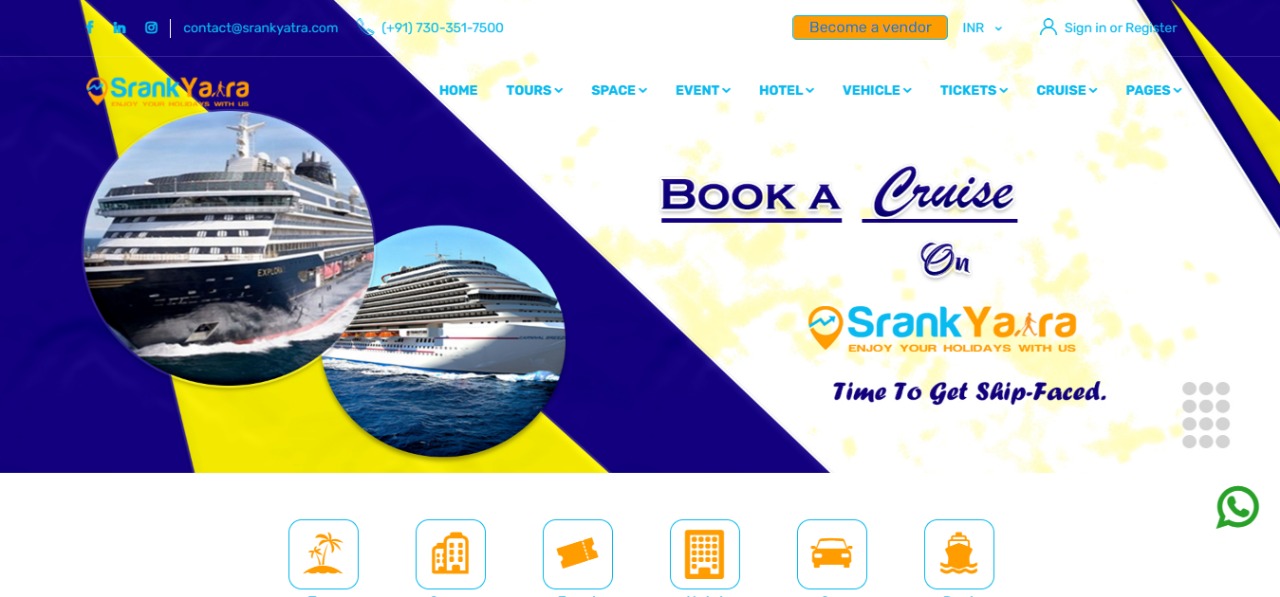 contact@srankyatra.com
(+91) 730-351-7500
Become a vendor
INR
Sign in or Register
SrankYatra
ENJOY YOUR HOLIDAYS WITH US
HOME TOURS SPACE EVENT HOTEL VEHICLE TICKETS CRUISE PAGES
EXPLORA I
BOOK A Cruise
On
SrankYatra
ENJOY YOUR HOLIDAYS WITH US
Time To Get Ship-Faced.